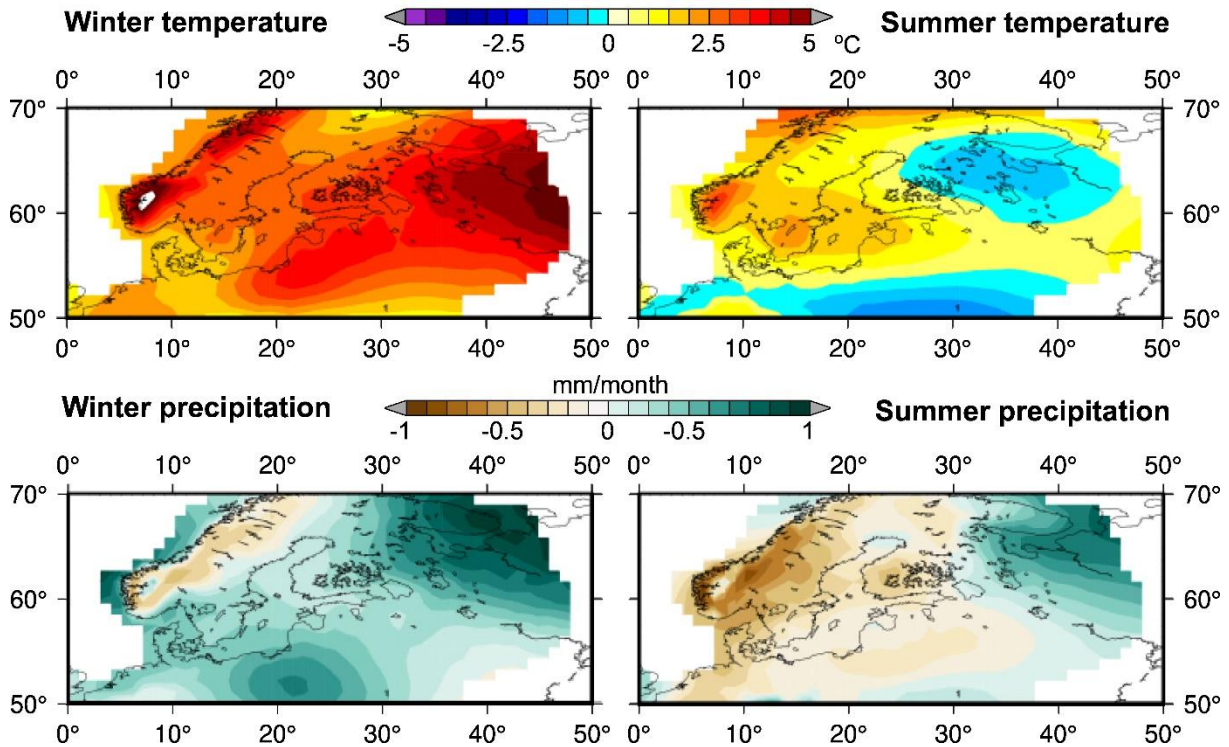 Winter temperature
Summer temperature
-5 -2.5 0 2.5 5 ºC
0° 10° 20° 30° 40° 50° 0° 10° 20° 30° 40° 50°
70° 70°
60° 60°
50° 50°
0° 10° 20° 30° 40° 50° 0° 10° 20° 30° 40° 50°
mm/month
Winter precipitation
Summer precipitation
-1 -0.5 0 -0.5 1
0° 10° 20° 30° 40° 50° 0° 10° 20° 30° 40° 50°
70° 70°
60° 60°
50° 50°
0° 10° 20° 30° 40° 50° 0° 10° 20° 30° 40° 50°